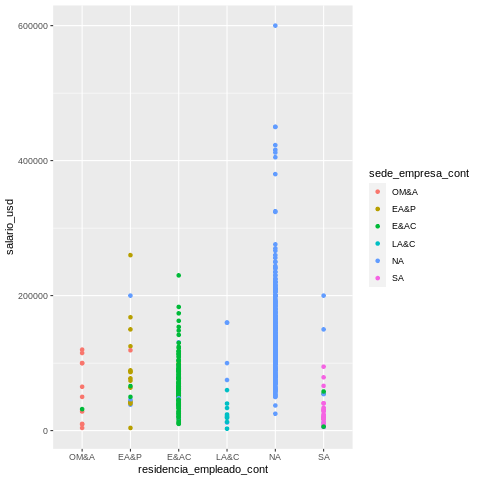 600000
400000
200000
0
salario_usd
OM&A
EA&P
E&AC
LA&C
NA
SA
residencia_empleado_cont
sede_empresa_cont
OM&A
EA&P
E&AC
LA&C
NA
SA